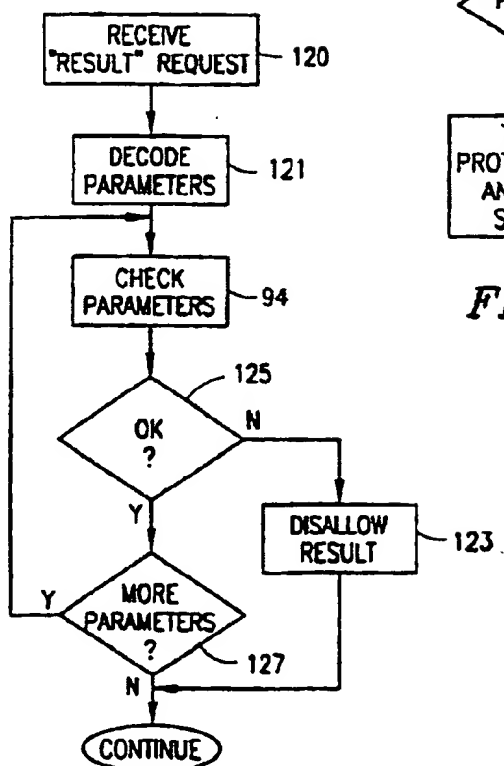 RECEIVE
"RESULT" REQUEST
120
DECODE
PARAMETERS
121
CHECK
PARAMETERS
94
125
OK
?
N
Y
DISALLOW
RESULT
123
MORE
PARAMETERS
?
Y
127
N
CONTINUE